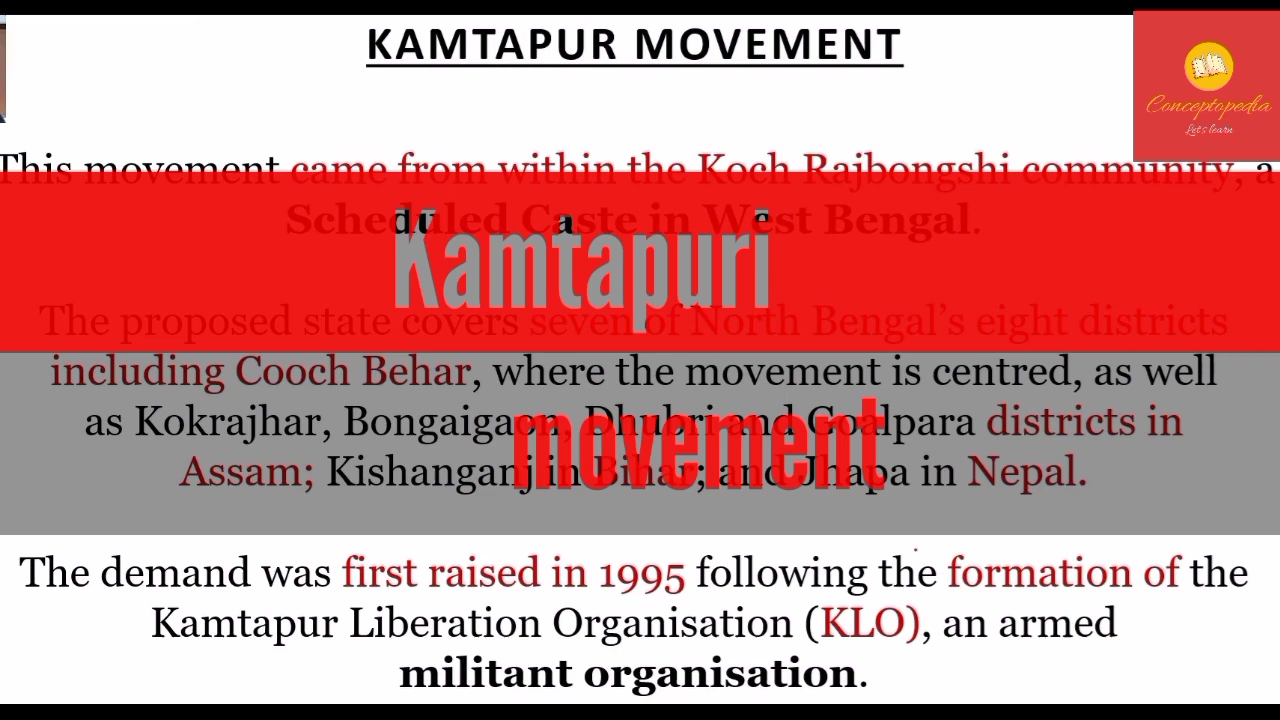 KAMTAPUR MOVEMENT
Conceptopedia
Let's learn
This movement came from within the Koch Rajbongshi community, a
Scheduled Caste in West Bengal.
Kamtapuri
The proposed state covers seven of North Bengal’s eight districts
including Cooch Behar, where the movement is centred, as well
as Kokrajhar, Bongaigaon, Dhubri and Goalpara districts in
movement
Assam; Kishanganj in Bihar; and Jhapa in Nepal.
The demand was first raised in 1995 following the formation of the
Kamtapur Liberation Organisation (KLO), an armed
militant organisation.